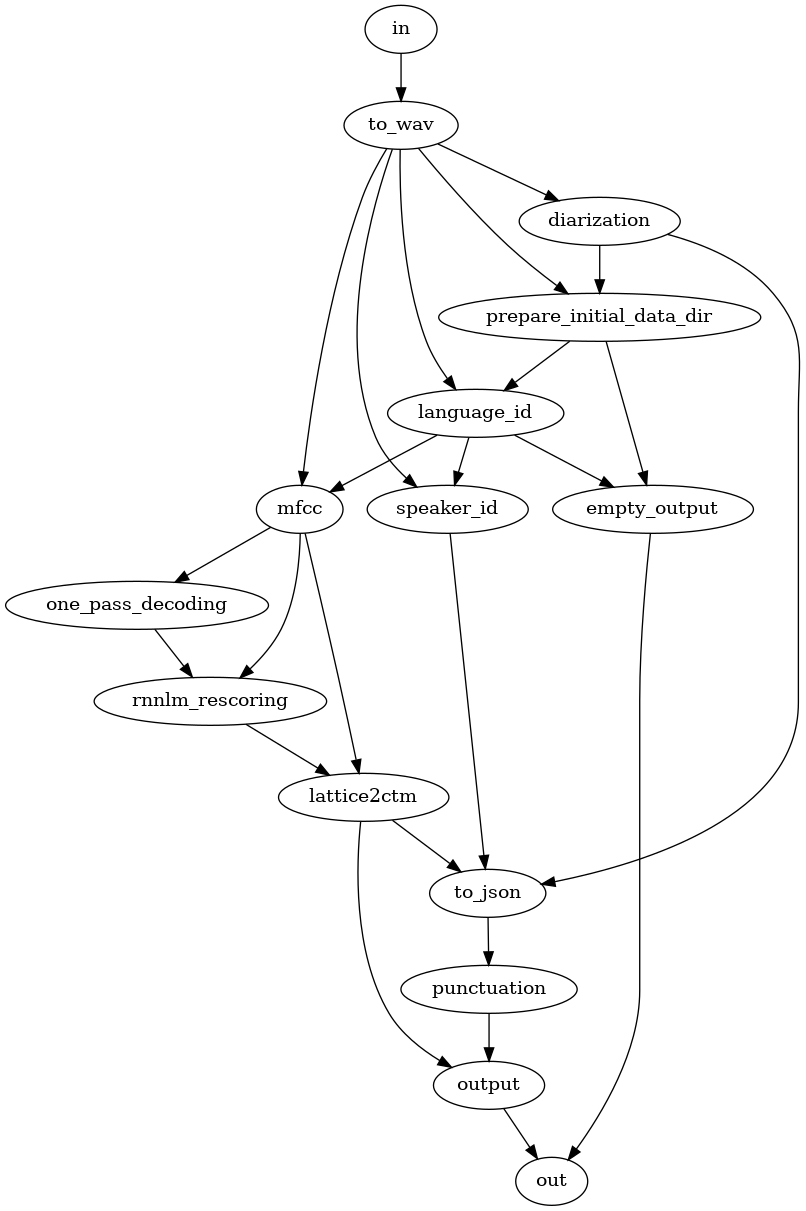 in
to_wav
diarization
prepare_initial_data_dir
language_id
mfcc
speaker_id
empty_output
one_pass_decoding
rnnlm_rescoring
lattice2ctm
to_json
punctuation
output
out